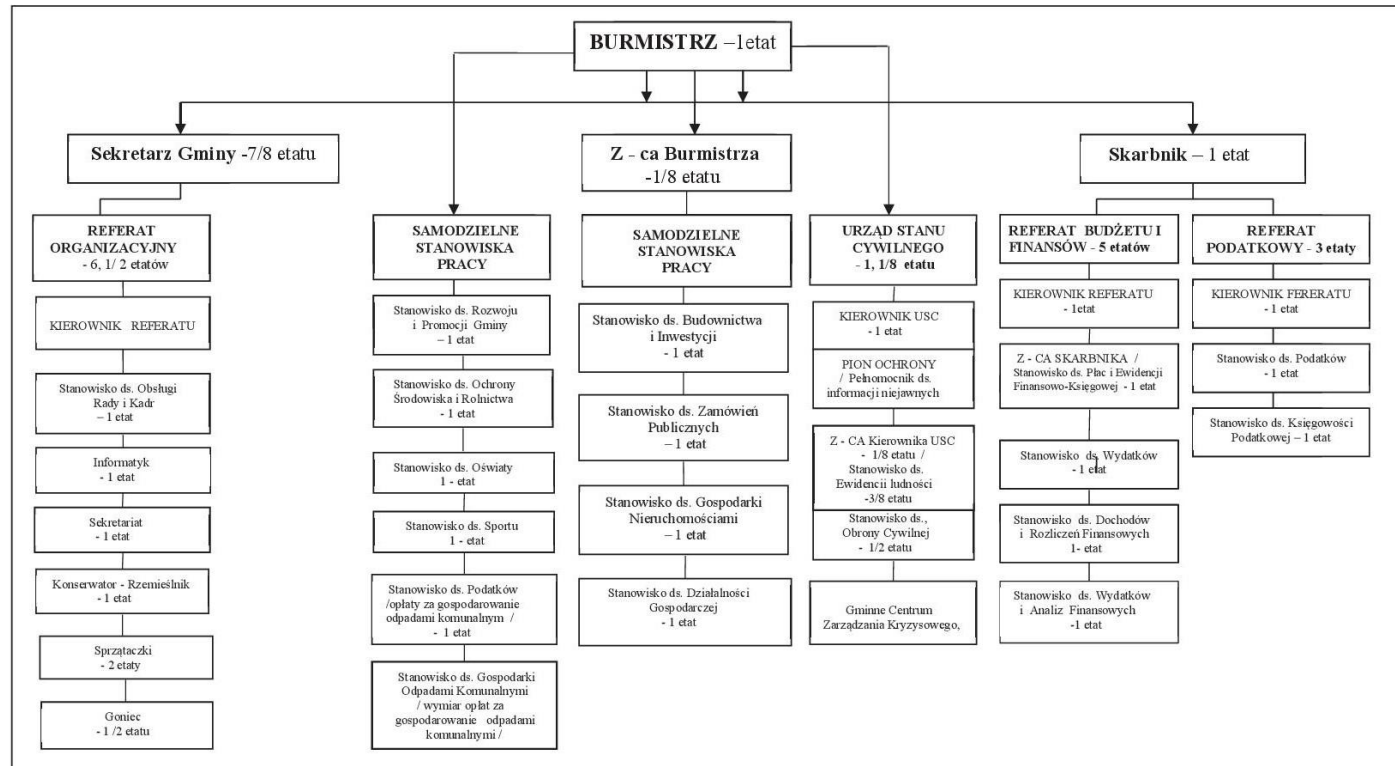 BURMISTRZ –1etat
Sekretarz Gminy -7/8 etatu
Z - ca Burmistrza
-1/8 etatu
Skarbnik – 1 etat
REFERAT
ORGANIZACYJNY
- 6, 1/ 2 etatów
KIEROWNIK REFERATU
Stanowisko ds. Obsługi
Rady i Kadr
– 1 etat
Informatyk
- 1 etat
Sekretariat
- 1 etat
Konserwator - Rzemieślnik
- 1 etat
Sprzątaczki
- 2 etaty
Goniec
- 1 /2 etatu
SAMODZIELNE
STANOWISKA
PRACY
Stanowisko ds. Rozwoju
i Promocji Gminy
– 1 etat
Stanowisko ds. Ochrony
Środowiska i Rolnictwa
- 1 etat
Stanowisko ds. Oświaty
1 - etat
Stanowisko ds. Sportu
1 - etat
Stanowisko ds. Podatków
/opłaty za gospodarowanie
odpadami komunalnym /
- 1 etat
Stanowisko ds. Gospodarki
Odpadami Komunalnymi
/ wymiar opłat za
gospodarowanie odpadami
komunalnymi /
SAMODZIELNE
STANOWISKA
PRACY
Stanowisko ds. Budownictwa
i Inwestycji
- 1 etat
Stanowisko ds. Zamówień
Publicznych
– 1 etat
Stanowisko ds. Gospodarki
Nieruchomościami
– 1 etat
Stanowisko ds. Działalności
Gospodarczej
- 1 etat
URZĄD STANU
CYWILNEGO
- 1, 1/8 etatu
KIEROWNIK USC
- 1 etat
PION OCHRONY
/ Pełnomocnik ds.
informacji niejawnych
Z - CA Kierownika USC
- 1/8 etatu /
Stanowisko ds.
Ewidencji ludności
-3/8 etatu
Stanowisko ds.,
Obrony Cywilnej
- 1/2 etatu
Gminne Centrum
Zarządzania Kryzysowego,
REFERAT BUDŻETU I
FINANSÓW - 5 etatów
KIEROWNIK REFERATU
- 1etat
Z - CA SKARBNIKA /
Stanowisko ds. Płac i Ewidencji
Finansowo-Księgowej - 1 etat
Stanowisko ds. Wydatków
- 1 etat
Stanowisko ds. Dochodów
i Rozliczeń Finansowych
1- etat
Stanowisko ds. Wydatków
i Analiz Finansowych
-1 etat
REFERAT
PODATKOWY - 3 etaty
KIEROWNIK FERERATU
- 1 etat
Stanowisko ds. Podatków
- 1 etat
Stanowisko ds. Księgowości
Podatkowej – 1 etat